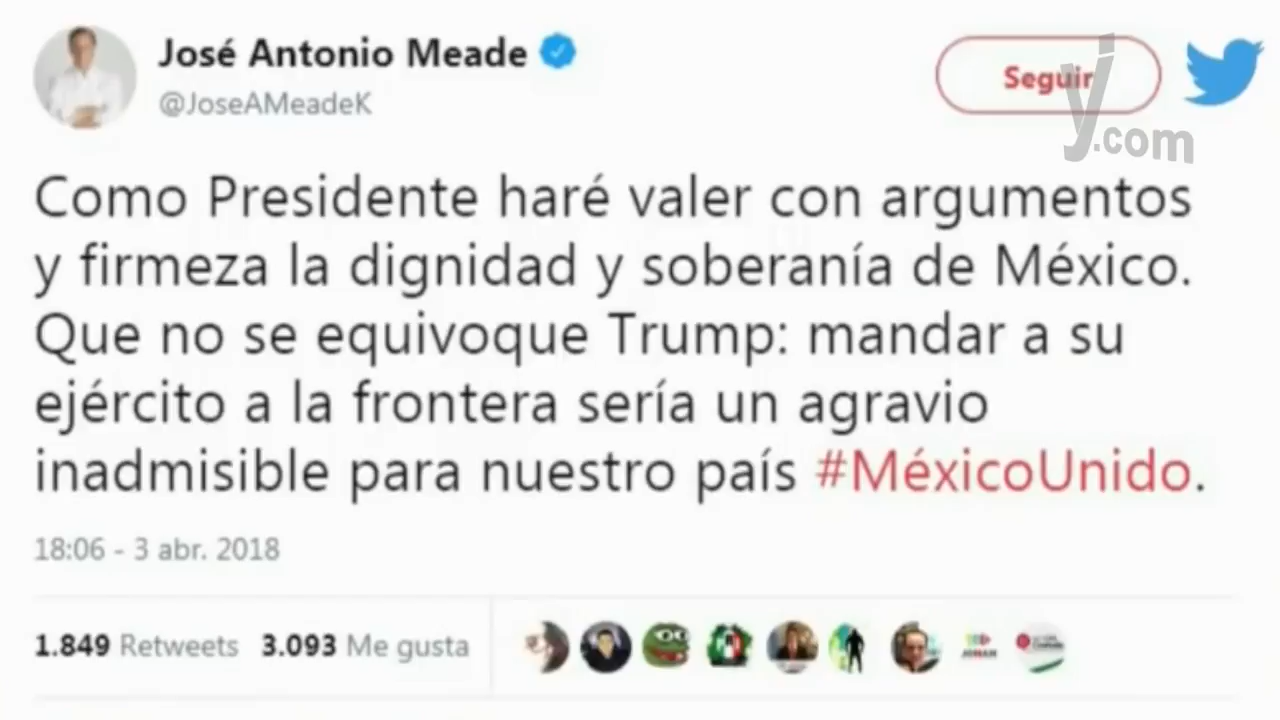 José Antonio Meade
@JoseAMeadeK
Seguir
y.com
Como Presidente haré valer con argumentos
y firmeza la dignidad y soberanía de México.
Que no se equivoque Trump: mandar a su
ejército a la frontera sería un agravio
inadmisible para nuestro país #MéxicoUnido.
18:06 - 3 abr. 2018
1.849 Retweets 3.093 Me gusta